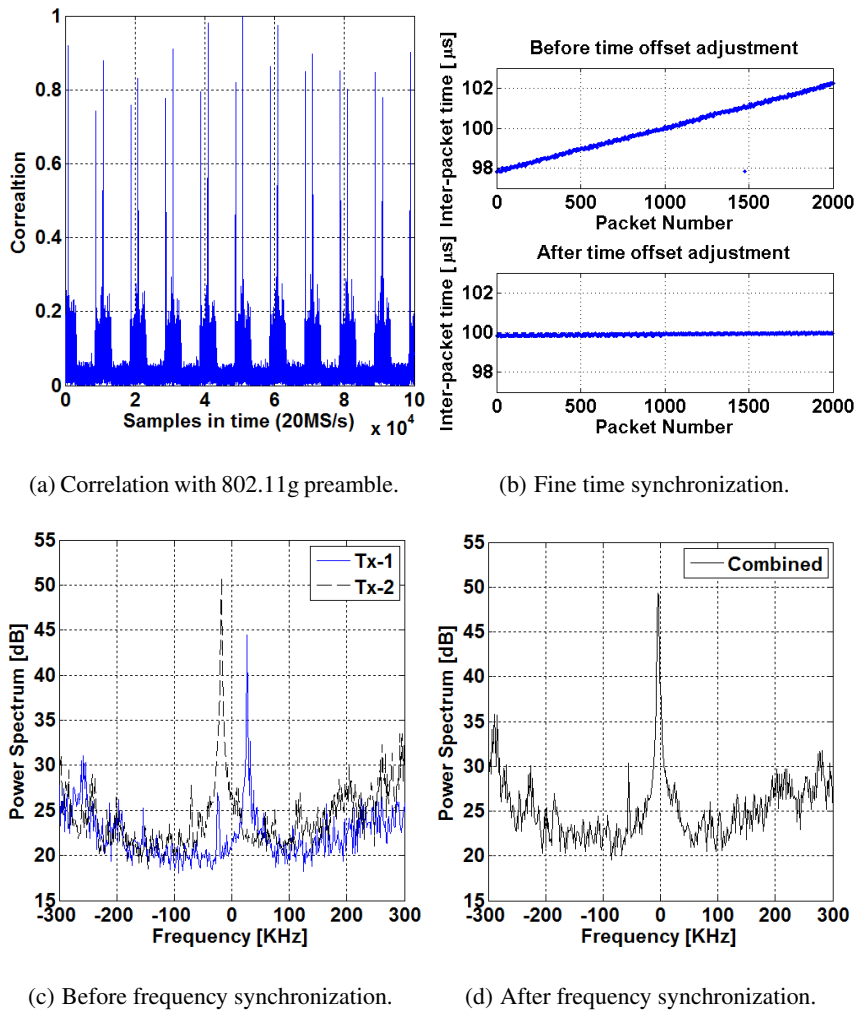 Correaltion
1
0.8
0.6
0.4
0.2
0
0 2 4 6 8 10
Samples in time (20MS/s)
x 10^4
(a) Correlation with 802.11g preamble.
Before time offset adjustment
Inter-packet time [ μs]
102
100
98
0 500 1000 1500 2000
Packet Number
After time offset adjustment
Inter-packet time [ μs]
102
100
98
0 500 1000 1500 2000
Packet Number
(b) Fine time synchronization.
Power Spectrum [dB]
55
50
45
40
35
30
25
20
15
-300 -200 -100 0 100 200 300
Frequency [KHz]
Tx-1
Tx-2
(c) Before frequency synchronization.
Power Spectrum [dB]
55
50
45
40
35
30
25
20
15
-300 -200 -100 0 100 200 300
Frequency [KHz]
Combined
(d) After frequency synchronization.